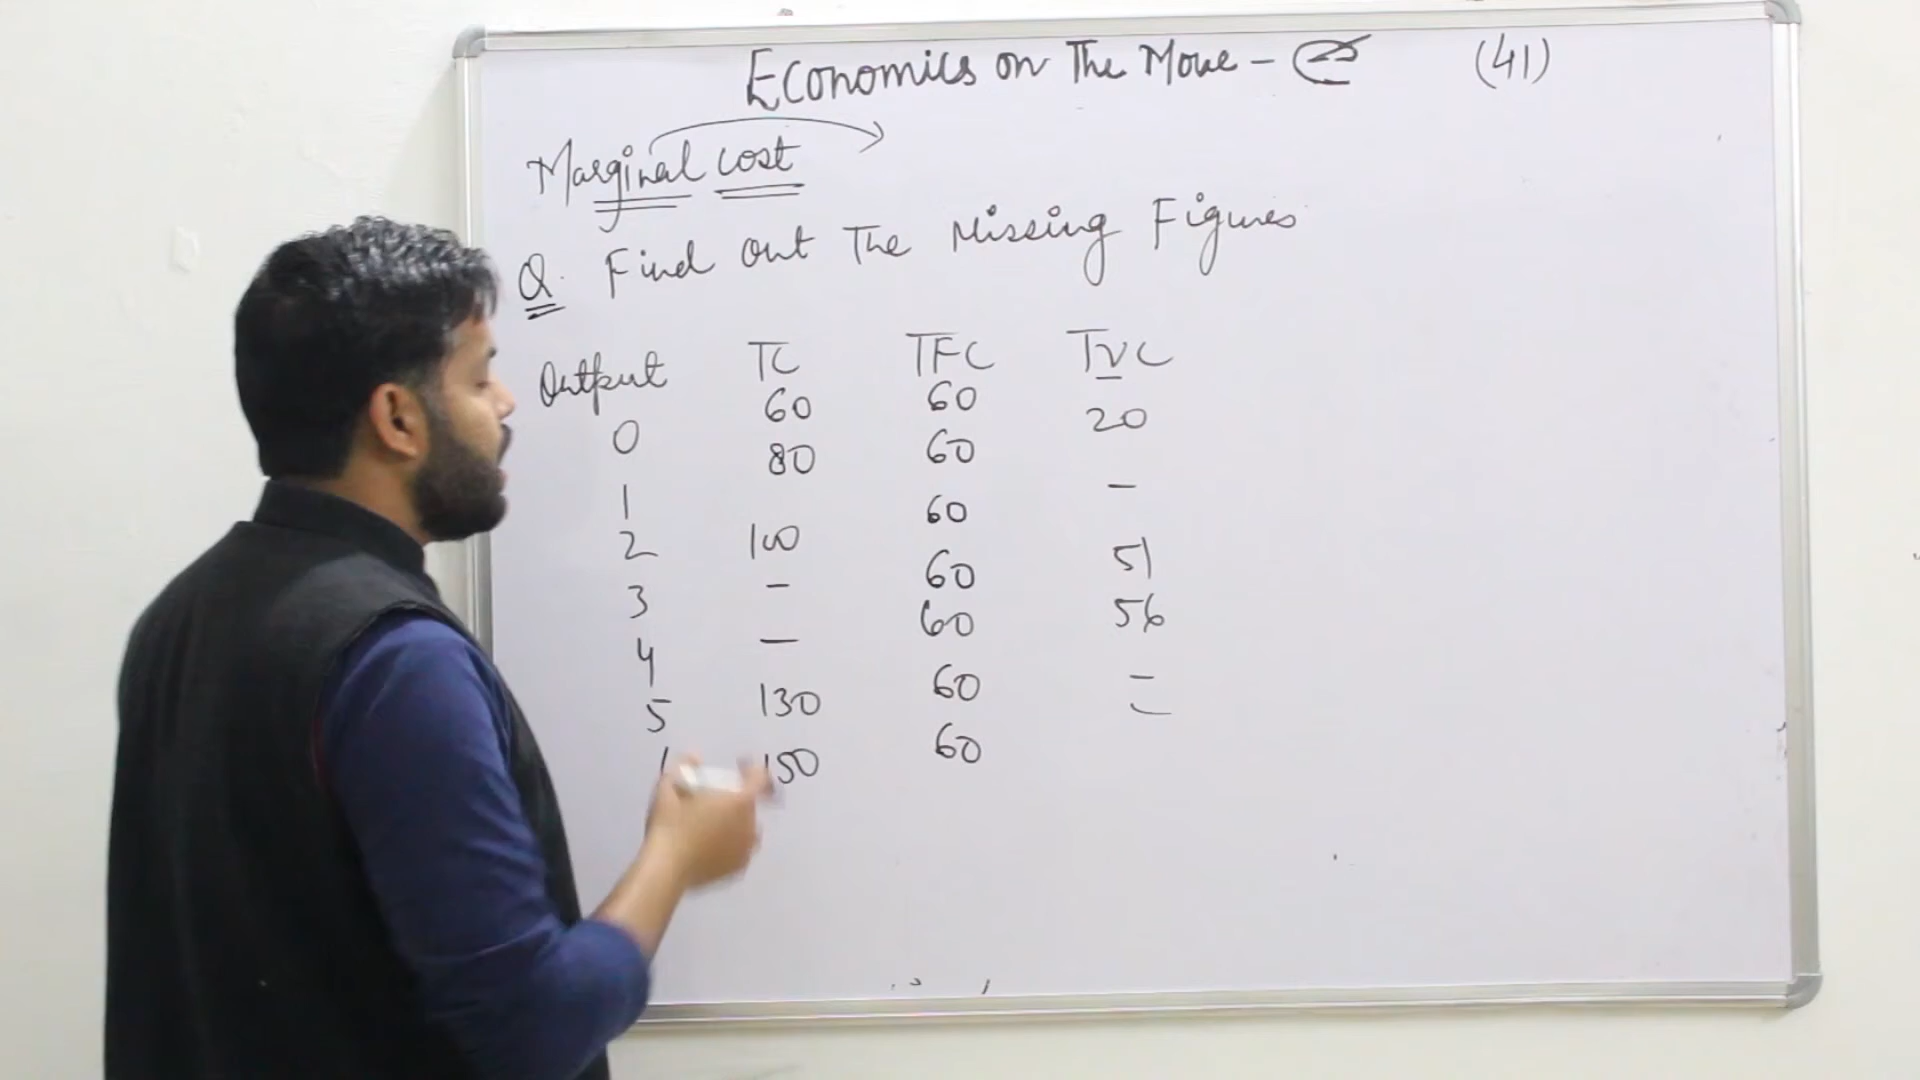 Economics on The Move -
(41)
Marginal cost
Q. Find out The Missing Figures
Output TC TFC TVC
0 60 60 20
1 80 60 -
2 100 60 51
3 - 60 56
4 - 60 -
5 130 60 -
150 60